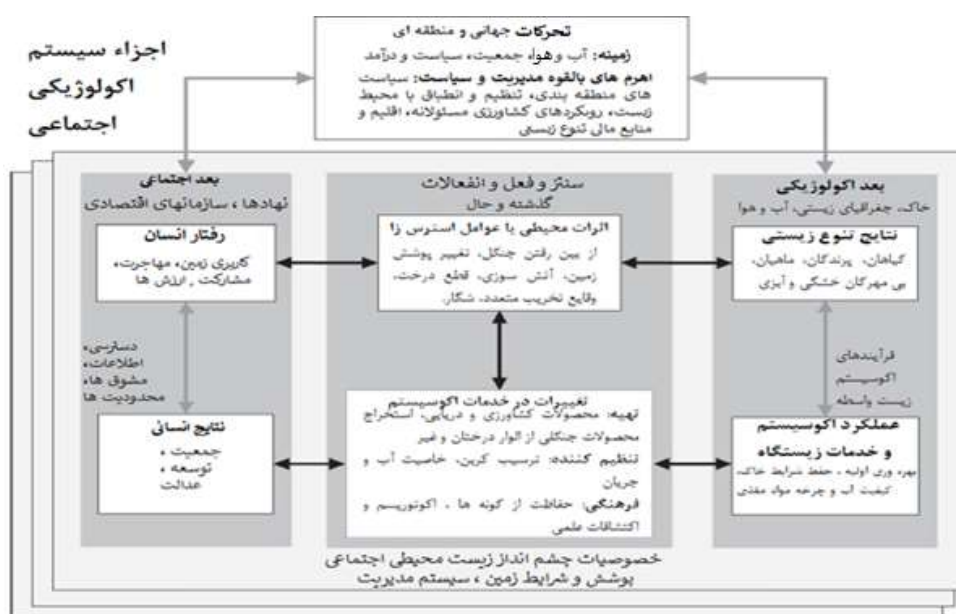 اجزاء سیستم
اکولوژیکی
اجتماعی
تحرکات جهانی و منطقه ای
زمینه: آب و هوا، جمعیت، سیاست و درآمد
اهرم های بالقوه مدیریت و سیاست: سیاست
های منطقه بندی، تنظیم و انطباق با محیط
زیست، رویکردهای کشاورزی مسئولانه، اقلیم و
منابع مالی تنوع زیستی
بعد اکولوژیکی
خاک، جغرافیای زیستی، آب و هوا
نتایج تنوع زیستی
گیاهان، پرندگان، ماهیان،
بی مهرگان خشکی و آبزی
فرآیندهای
اکوسیستم
زیست واسطه
عملکرد اکوسیستم
و خدمات زیستگاه
بهره وری اولیه ، حفظ شرایط خاک،
کیفیت آب و چرخه مواد مغذی
سنتز و فعل و انفعالات
گذشته و حال
اثرات محیطی یا عوامل استرس زا
از بین رفتن جنگل، تغییر پوشش
زمین، آتش سوزی، قطع درخت،
وقایع تخریب متعدد، شکار.
تغییرات در خدمات اکوسیستم
تهیه: محصولات کشاورزی و دریایی، استخراج
محصولات جنگلی از الوار درختان و غیر
تنظیم کننده: ترسیب کربن، خاصیت آب و
جریان
فرهنگی: حفاظت از گونه ها ، اکوتوریسم و
اکتشافات علمی
بعد اجتماعی
نهادها ، سازمانهای اقتصادی
رفتار انسان
کاربری زمین، مهاجرت،
مشارکت , ارزش ها
دسترسی،
اطلاعات،
مشوق ها،
محدودیت ها
نتایج انسانی
جمعیت ،
توسعه ،
عدالت
خصوصیات چشم انداز زیست محیطی اجتماعی
پوشش و شرایط زمین ، سیستم مدیریت